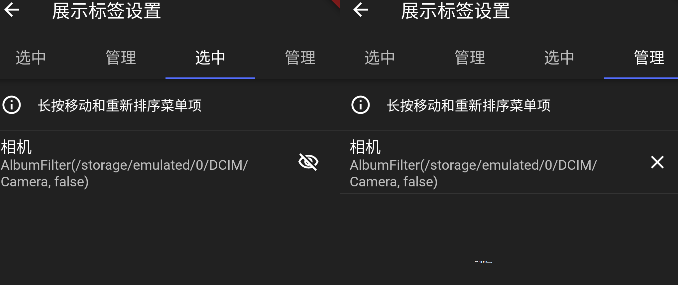 展示标签设置
选中 管理 选中 管理
长按移动和重新排序菜单项
相机
AlbumFilter(/storage/emulated/0/DCIM/
Camera, false)
展示标签设置
选中 管理 选中 管理
长按移动和重新排序菜单项
相机
AlbumFilter(/storage/emulated/0/DCIM/
Camera, false)